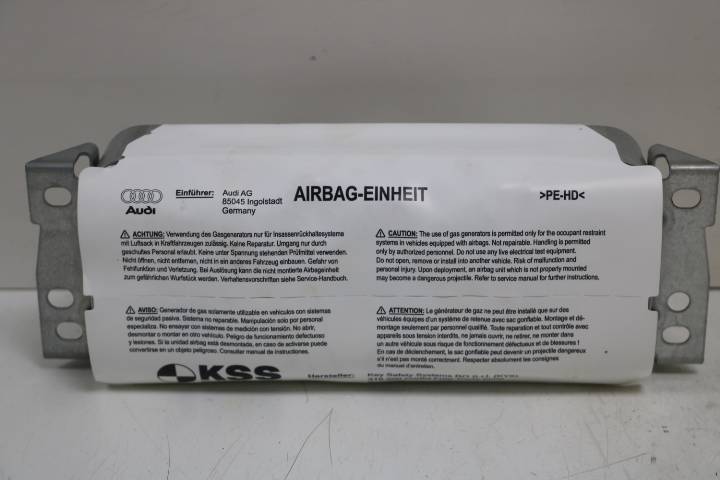 Audi
Einführer: Audi AG
85045 Ingolstadt
Germany
AIRBAG-EINHEIT
>PE-HD<
ACHTUNG: Verwendung des Gasgenerators nur für Insassenrückhaltesysteme
mit Luftsack in Kraftfahrzeugen zulässig. Keine Reparatur. Umgang nur durch
geschultes Personal erlaubt. Keine unter Spannung stehenden Prüfmittel verwenden.
Nicht öffnen, nicht entfernen, nicht in ein anderes Fahrzeug einbauen. Gefahr von
Fehlfunktion und Verletzung. Bei Auslösung kann die nicht montierte Airbageinheit
zum gefährlichen Wurfstück werden. Verhaltensvorschriften siehe Service-Handbuch.
CAUTION: The use of gas generators is permitted only for the occupant restraint
systems in vehicles equipped with airbags. Not repairable. Handling is permitted
only by authorized personnel. Do not use any live electrical test equipment.
Do not open, remove or install into another vehicle. Risk of malfunction and
personal injury. Upon deployment, an airbag unit which is not properly mounted
may become a dangerous projectile. Refer to service manual for further instructions.
AVISO: Generador de gas solamente utilizable en vehículos con sistemas
de seguridad pasiva. Sistema no reparable. Manipulación solo por personal
especializa. No ensayar con sistemas de medición con tensión. No abrir,
desmontar o montar en otro vehículo. Peligro de funcionamiento defectuoso
y lesiones. Si la unidad airbag está desmontada, en caso de activarse puede
convertirse en un objeto peligroso. Consultar manual de instrucciones.
ATTENTION: Le générateur de gaz ne peut être installé que sur des
véhicules équipés d'un système de retenue avec sac gonflable. Montage et dé-
montage seulement par personnel qualifié. Toute réparation et tout contrôle avec
appareils sous tension interdits, ne jamais ouvrir, ne retirer, ne monter dans
un autre véhicule sous risque de fonctionnement défectueux et de blessures !
En cas de déclenchement, le sac gonflable peut devenir un projectile dangereux
s'il n'est pas monté correctement. Respecter absolument les consignes
du manuel d'entretien.
KSS
Hersteller: Key Safety Systems